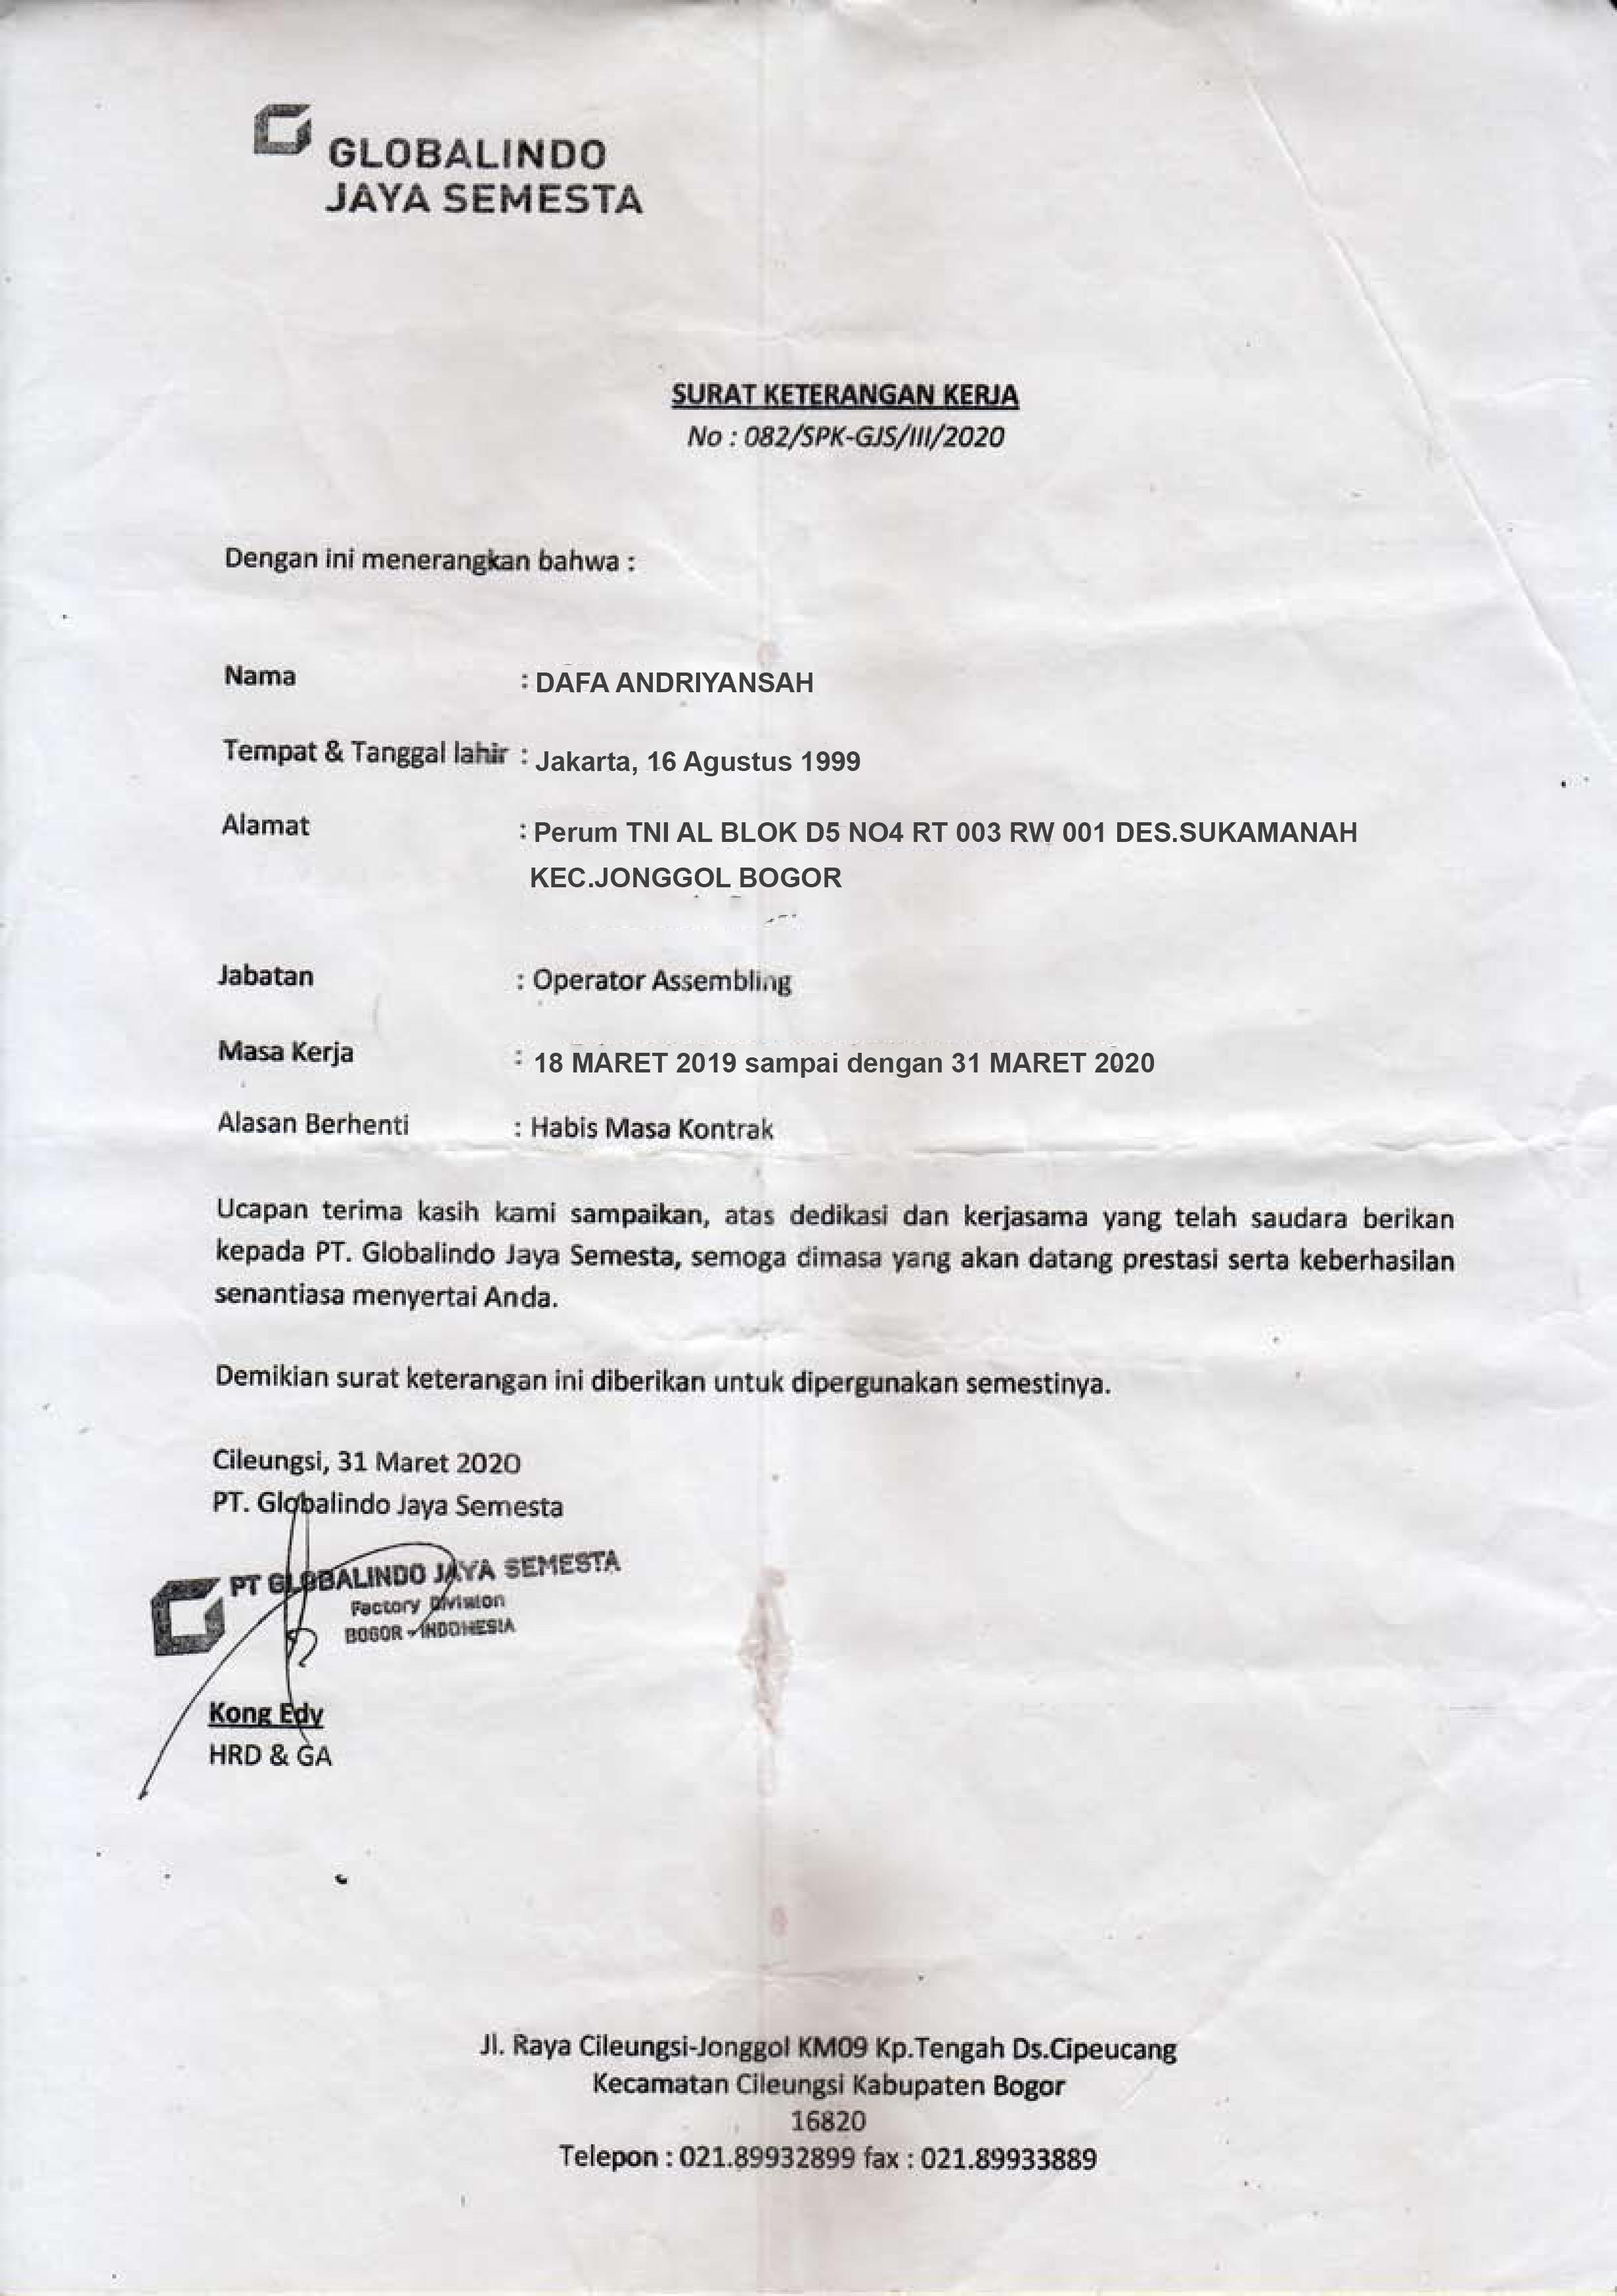 GLOBALINDO
JAYA SEMESTA
SURAT KETERANGAN KERJA
No : 082/SPK-GJS/III/2020
Dengan ini menerangkan bahwa :
Nama : DAFA ANDRIYANSAH
Tempat & Tanggal lahir : Jakarta, 16 Agustus 1999
Alamat : Perum TNI AL BLOK D5 NO4 RT 003 RW 001 DES.SUKAMANAH
KEC.JONGGOL BOGOR
Jabatan : Operator Assembling
Masa Kerja : 18 MARET 2019 sampai dengan 31 MARET 2020
Alasan Berhenti : Habis Masa Kontrak
Ucapan terima kasih kami sampaikan, atas dedikasi dan kerjasama yang telah saudara berikan
kepada PT. Globalindo Jaya Semesta, semoga dimasa yang akan datang prestasi serta keberhasilan
senantiasa menyertai Anda.
Demikian surat keterangan ini diberikan untuk dipergunakan semestinya.
Cileungsi, 31 Maret 2020
PT. Globalindo Jaya Semesta
PT GLOBALINDO JAYA SEMESTA
Factory Division
BOGOR - INDONESIA
Kong Edy
HRD & GA
Jl. Raya Cileungsi-Jonggol KM09 Kp.Tengah Ds.Cipeucang
Kecamatan Cileungsi Kabupaten Bogor
16820
Telepon : 021.89932899 fax : 021.89933889